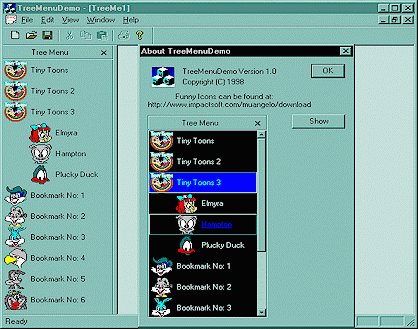 TreeMenuDemo - [TreeMe1]
File Edit View Window Help
Tree Menu
Tiny Toons
Tiny Toons 2
Tiny Toons 3
Elmyra
Hampton
Plucky Duck
Bookmark No: 1
Bookmark No: 2
Bookmark No: 3
Bookmark No: 4
Bookmark No: 5
Bookmark No: 6
Ready
About TreeMenuDemo
TreeMenuDemo Version 1.0
Copyright (C) 1998
OK
Funny Icons can be found at:
http://www.impactsoft.com/muangelo/download
Show
Tree Menu
Tiny Toons
Tiny Toons 2
Tiny Toons 3
Elmyra
Hampton
Plucky Duck
Bookmark No: 1
Bookmark No: 2
Bookmark No: 3